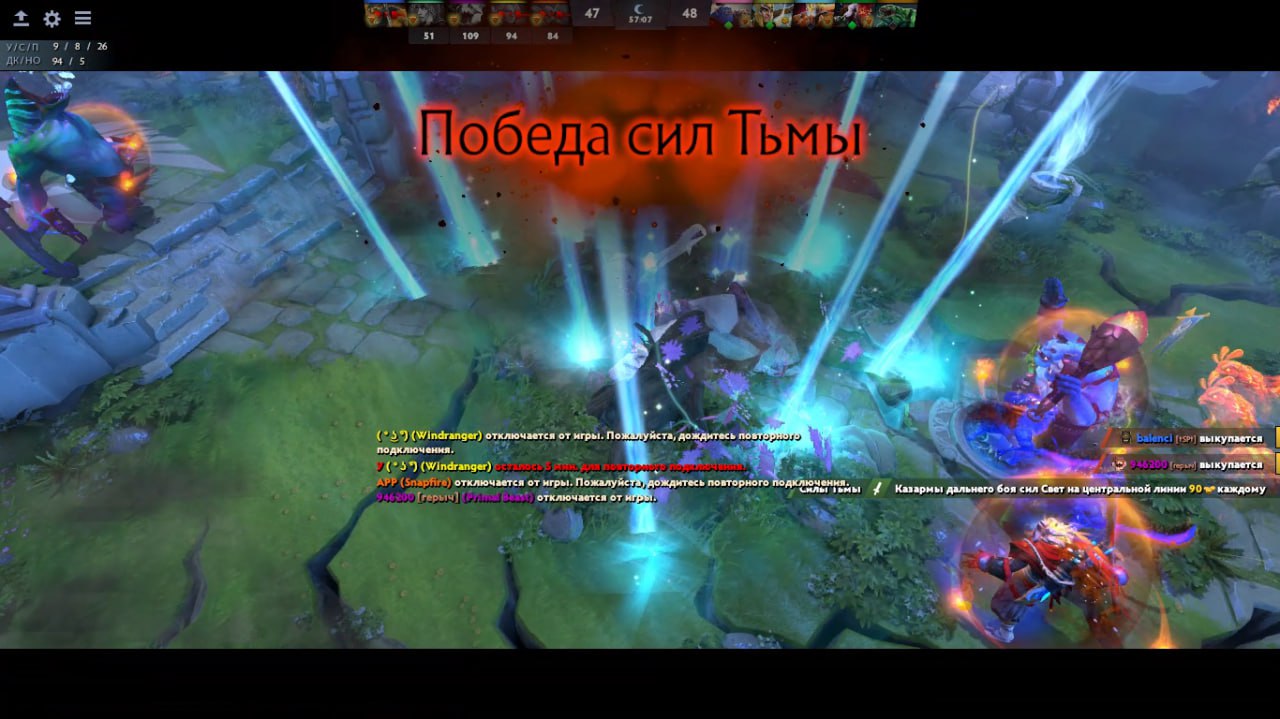 47 57:07 48
51 109 94 84
У/С/П 9 / 8 / 26
ДК/НО 94 / 5
Победа сил Тьмы
( ° ʖ °) (Windranger) отключается от игры. Пожалуйста, дождитесь повторного
подключения.
У ( ° ʖ °) (Windranger) осталось 5 мин. для повторного подключения.
APP (Snapfire) отключается от игры. Пожалуйста, дождитесь повторного подключения.
946200 [герыч] (Primal Beast) отключается от игры.
balenci [tSPI] выкупается
946200 [герыч] выкупается
Силы Тьмы Казармы дальнего боя сил Свет на центральной линии 90 каждому